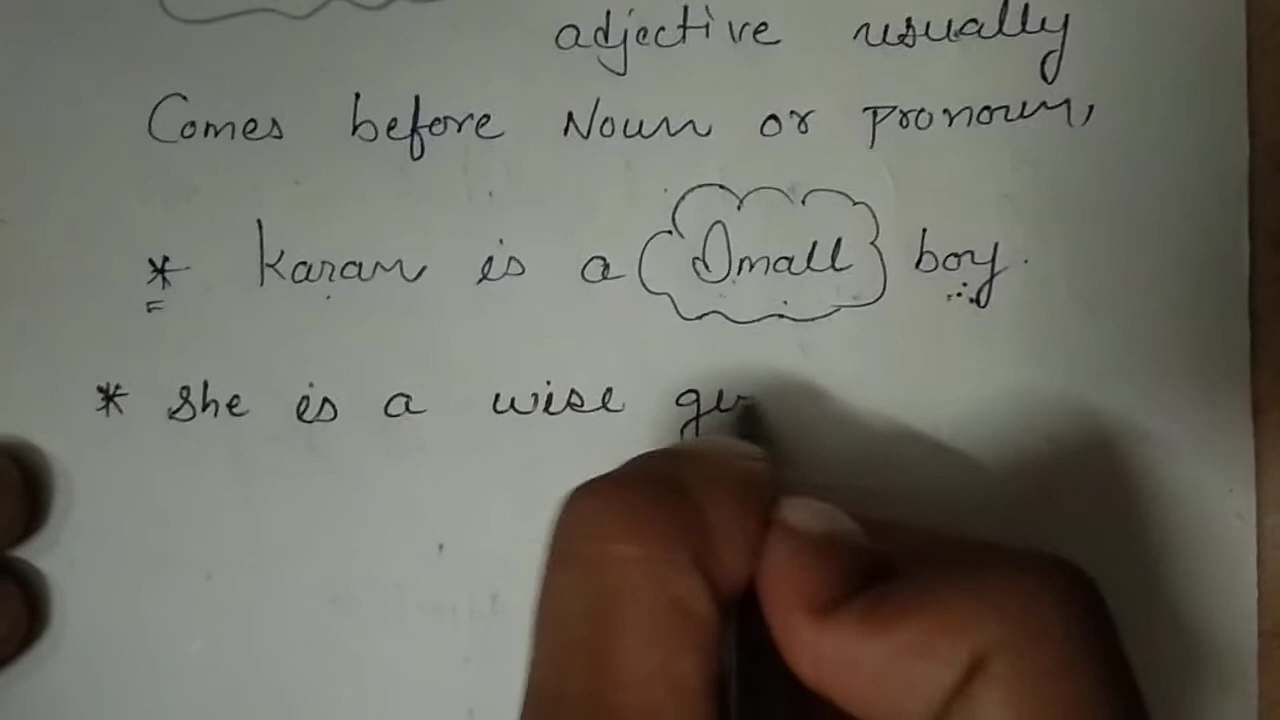 adjective usually
Comes before Noun or pronoun,
* Karan is a Small boy.
* She is a wise